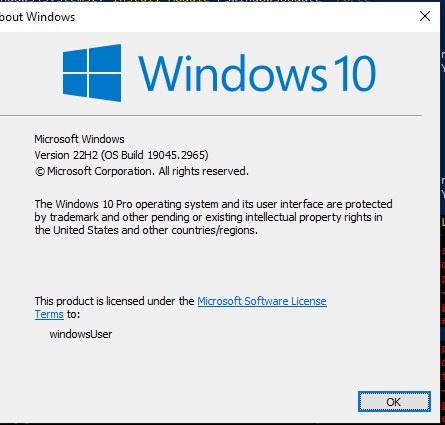 bout Windows
Windows 10
Microsoft Windows
Version 22H2 (OS Build 19045.2965)
© Microsoft Corporation. All rights reserved.
The Windows 10 Pro operating system and its user interface are protected
by trademark and other pending or existing intellectual property rights in
the United States and other countries/regions.
This product is licensed under the Microsoft Software License
Terms to:
windowsUser
OK